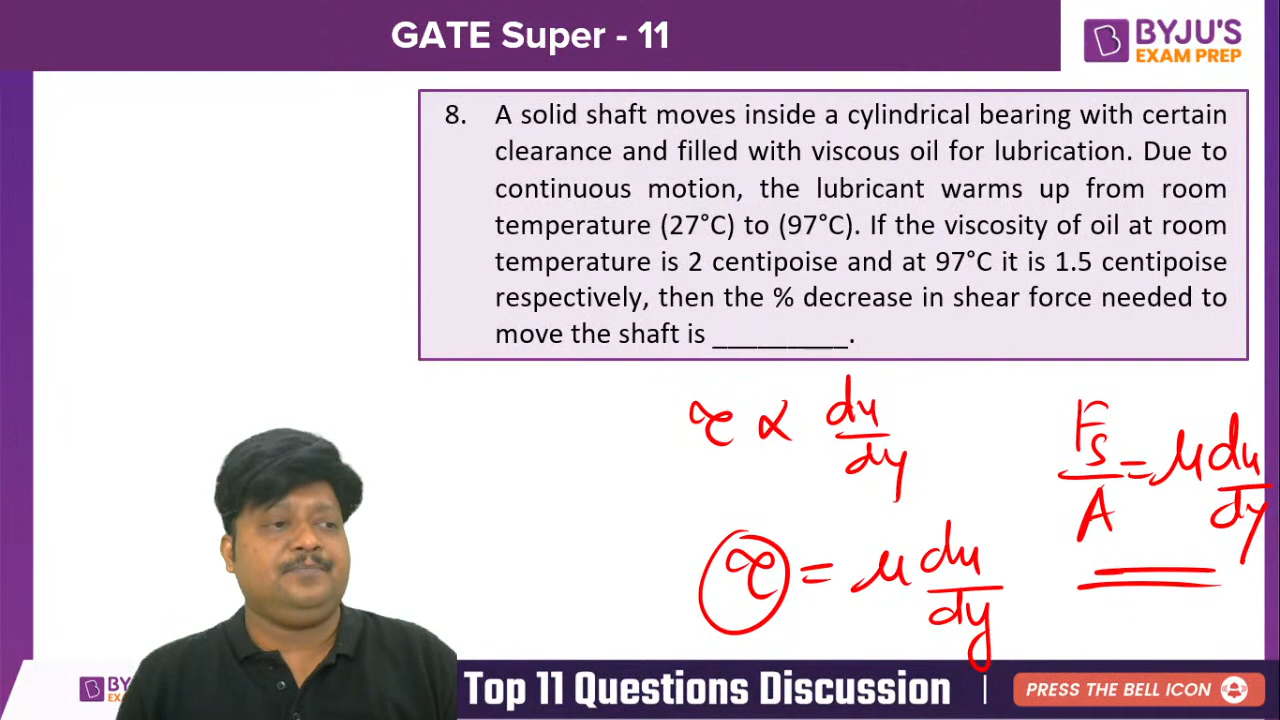 GATE Super - 11
BYJU'S
EXAM PREP
8. A solid shaft moves inside a cylindrical bearing with certain
clearance and filled with viscous oil for lubrication. Due to
continuous motion, the lubricant warms up from room
temperature (27°C) to (97°C). If the viscosity of oil at room
temperature is 2 centipoise and at 97°C it is 1.5 centipoise
respectively, then the % decrease in shear force needed to
move the shaft is __________.
τ ∝ du/dy
Fs/A = μ du/dy
τ = μ du/dy
BY
EX
Top 11 Questions Discussion
PRESS THE BELL ICON